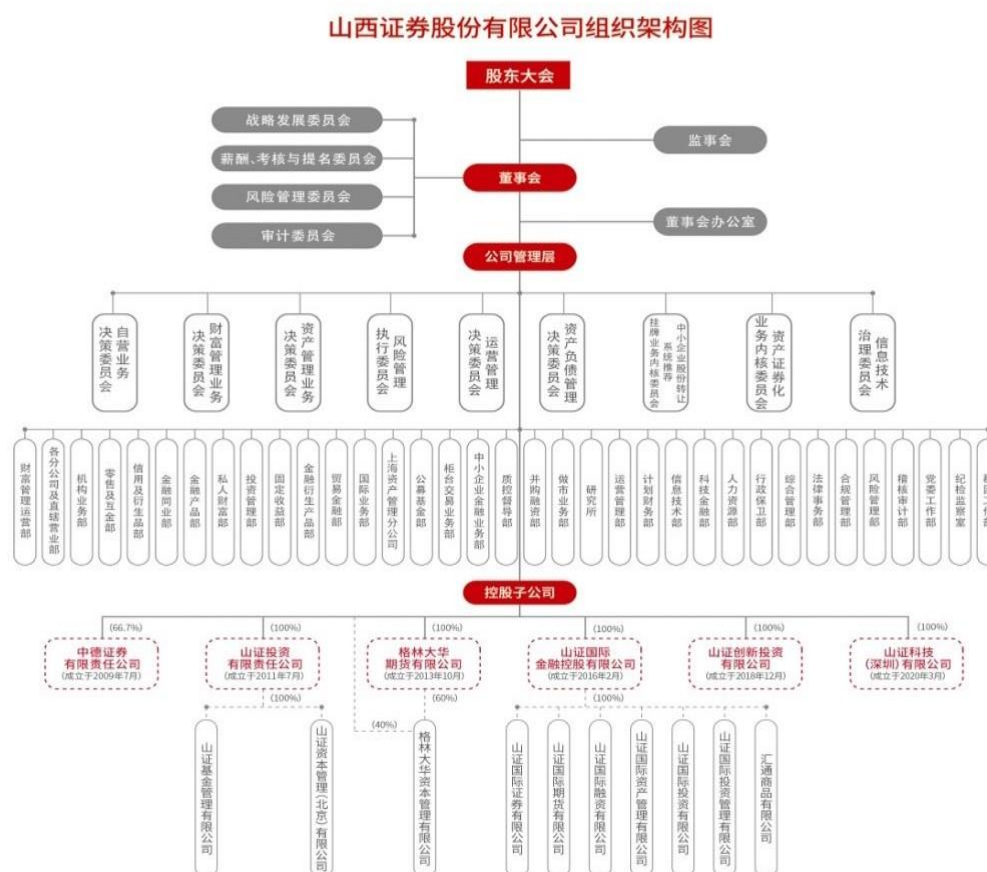 山西证券股份有限公司组织架构图
股东大会
战略发展委员会
薪酬、考核与提名委员会
风险管理委员会
审计委员会
监事会
董事会
董事会办公室
公司管理层
自营业务
决策委员会
财富管理业务
决策委员会
资产管理业务
决策委员会
风险管理
执行委员会
运营管理
决策委员会
资产负债管理
决策委员会
中小企业股份转让
系统推荐
挂牌业务内核委员会
资产证券化
业务内核委员会
信息技术
治理委员会
财富管理运营部
各分公司及直辖营业部
机构业务部
零售及互金部
信用及衍生品部
金融同业部
金融产品部
私人财富部
投资管理部
固定收益部
金融衍生产品部
贸易金融部
国际业务部
上海资产管理分公司
公募基金部
柜台交易业务部
中小企业金融业务部
质控督导部
并购融资部
做市业务部
研究所
运营管理部
计划财务部
信息技术部
科技金融部
人力资源部
行政保卫部
综合管理部
法律事务部
合规管理部
风险管理部
稽核审计部
党委工作部
纪检监察室
控股子公司
(66.7%)
中德证券
有限责任公司
(成立于2009年7月)
(100%)
山证投资
有限责任公司
(成立于2011年7月)
(100%)
格林大华
期货有限公司
(成立于2013年10月)
(100%)
山证国际
金融控股有限公司
(成立于2016年2月)
(100%)
山证创新投资
有限公司
(成立于2018年12月)
(100%)
山证科技
(深圳)有限公司
(成立于2020年3月)
(100%)
(60%)
(40%)
(100%)
山证基金管理有限公司
山证资本管理(北京)有限公司
格林大华资本管理有限公司
山证国际证券有限公司
山证国际期货有限公司
山证国际融资有限公司
山证国际资产管理有限公司
山证国际投资有限公司
山证国际投资管理有限公司
汇通商品有限公司